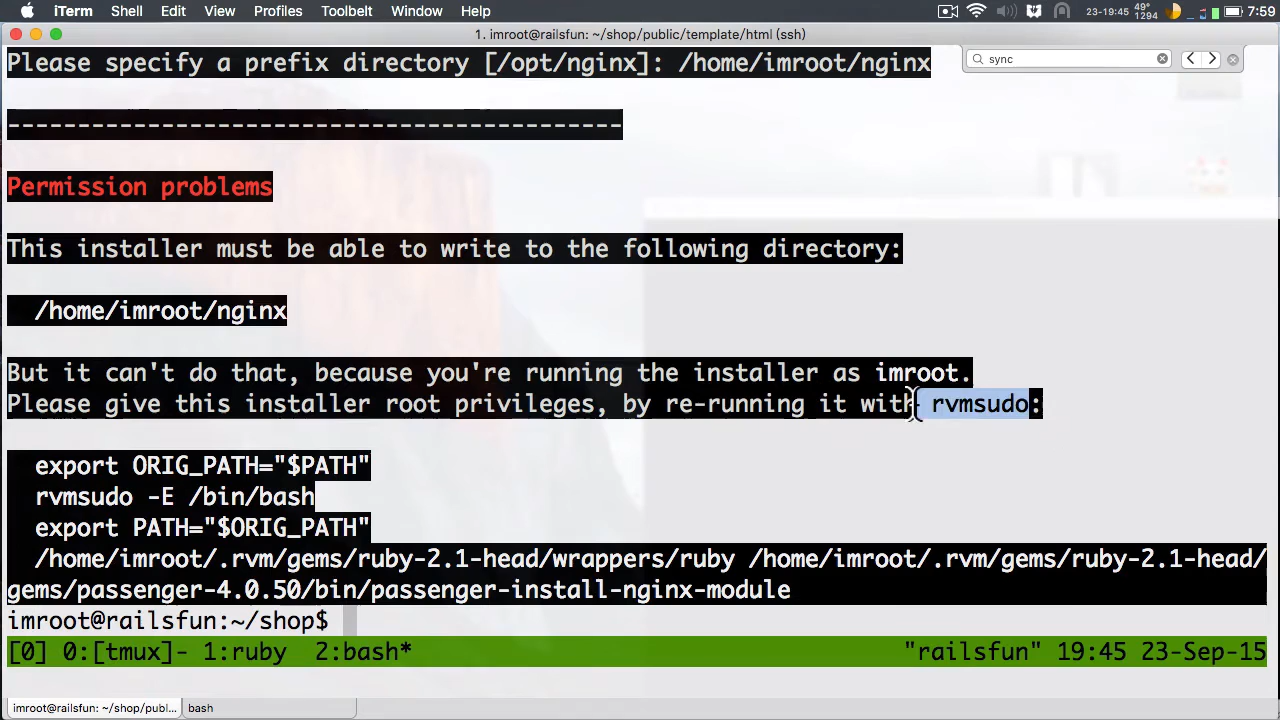 iTerm Shell Edit View Profiles Toolbelt Window Help 23-19:45 49° 1294 7:59
1. imroot@railsfun: ~/shop/public/template/html (ssh)
Please specify a prefix directory [/opt/nginx]: /home/imroot/nginx
sync
--------------------------------------------
Permission problems
This installer must be able to write to the following directory:
/home/imroot/nginx
But it can't do that, because you're running the installer as imroot.
Please give this installer root privileges, by re-running it with rvmsudo:
export ORIG_PATH="$PATH"
rvmsudo -E /bin/bash
export PATH="$ORIG_PATH"
/home/imroot/.rvm/gems/ruby-2.1-head/wrappers/ruby /home/imroot/.rvm/gems/ruby-2.1-head/
gems/passenger-4.0.50/bin/passenger-install-nginx-module
imroot@railsfun:~/shop$
[0] 0:[tmux]- 1:ruby 2:bash* "railsfun" 19:45 23-Sep-15
imroot@railsfun: ~/shop/publ... bash